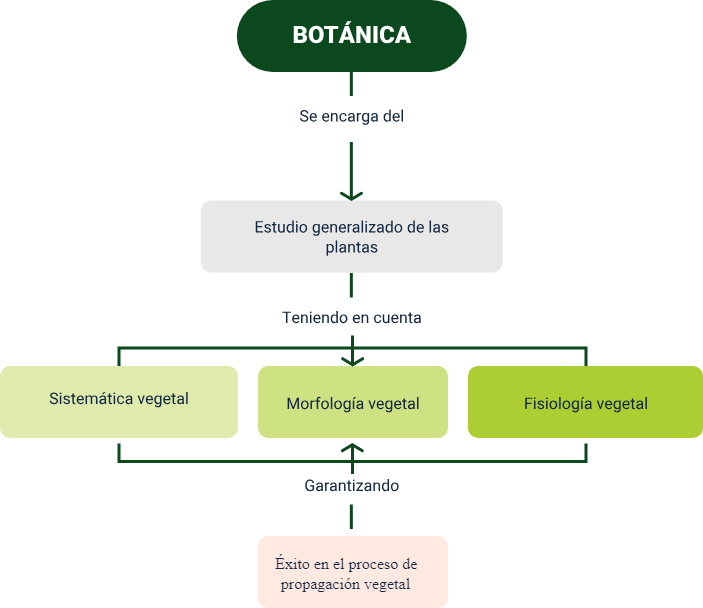 BOTÁNICA
Se encarga del
Estudio generalizado de las
plantas
Teniendo en cuenta
Sistemática vegetal
Morfología vegetal
Fisiología vegetal
Garantizando
Éxito en el proceso de
propagación vegetal